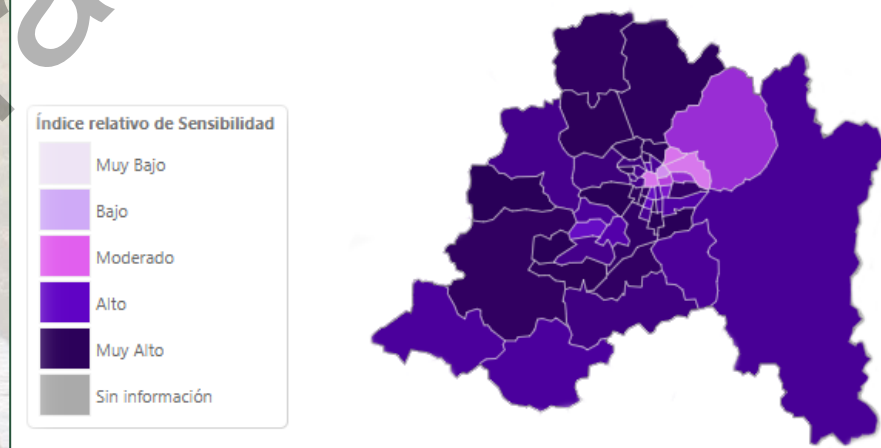 Índice relativo de Sensibilidad
Muy Bajo
Bajo
Moderado
Alto
Muy Alto
Sin información